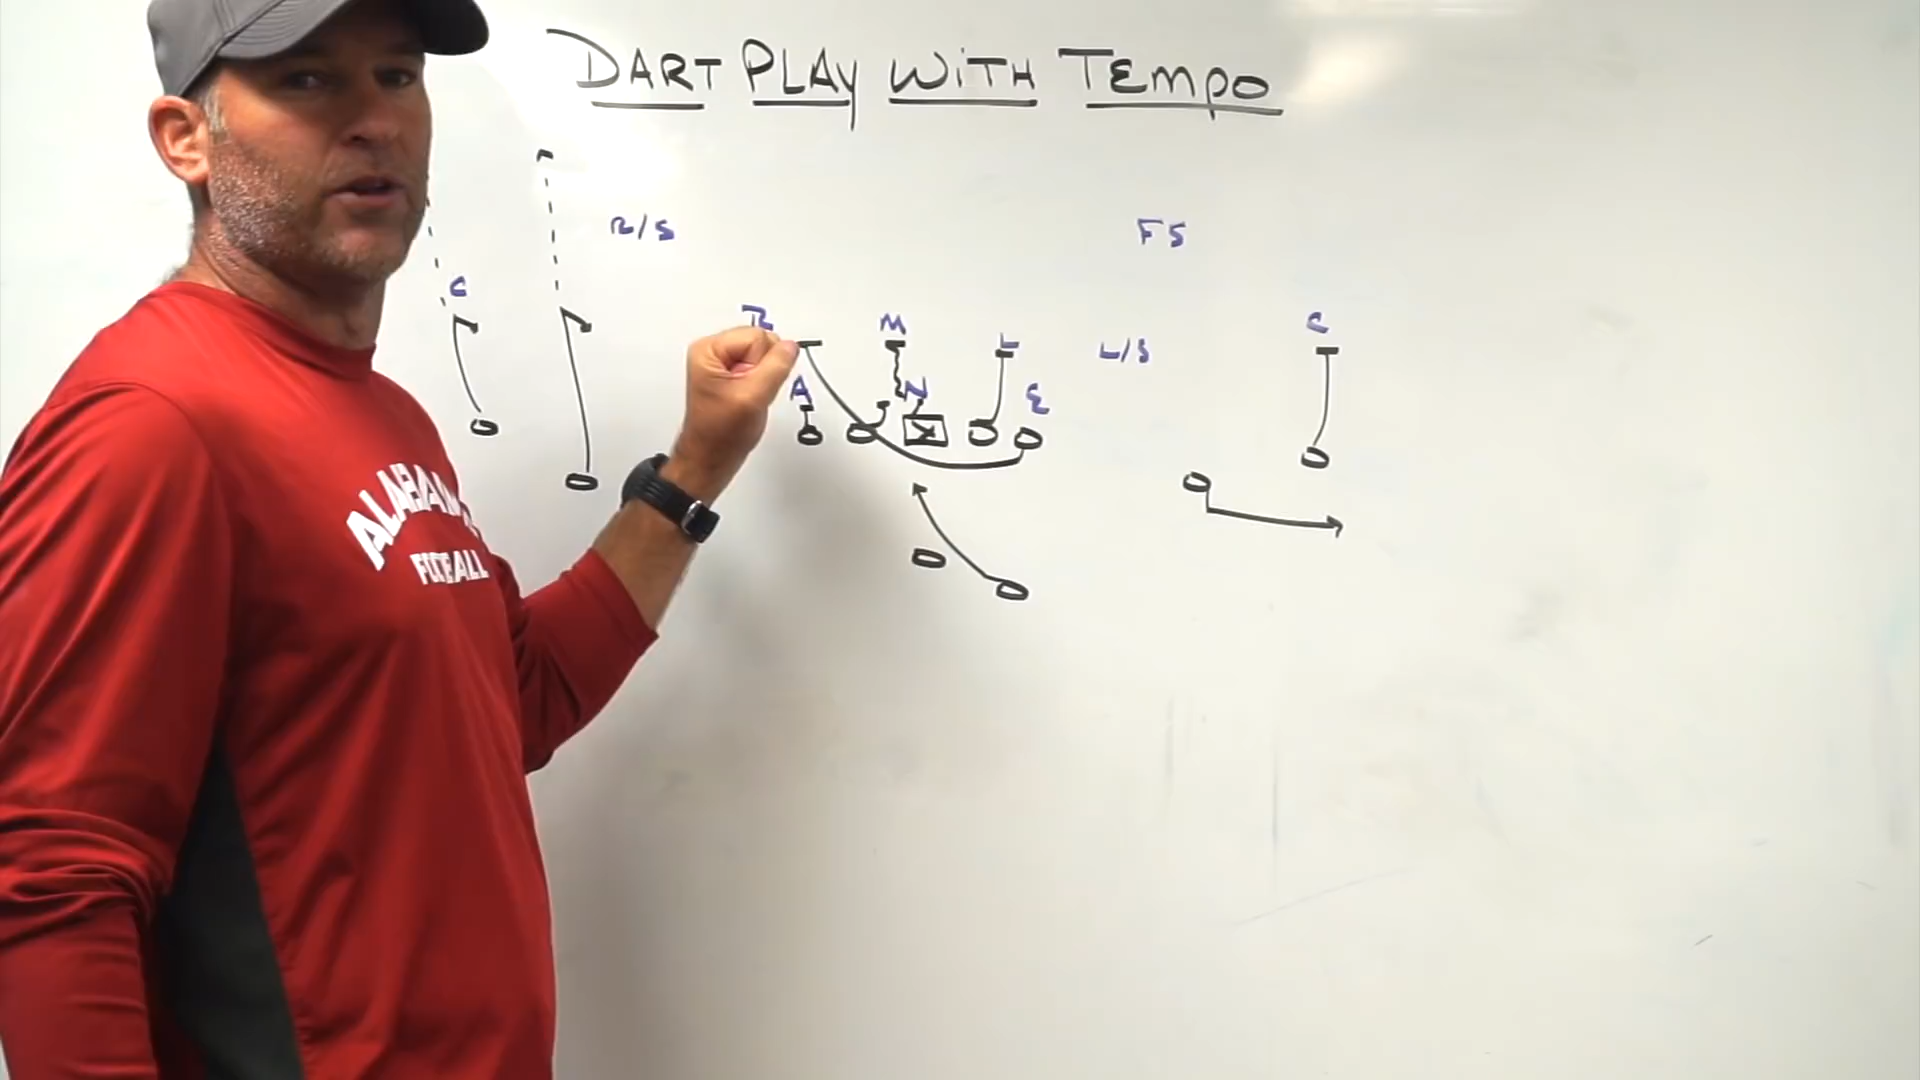 DART PLAY WITH TEMPO
R/S FS
C
M L L/S C
A N E
X
ALABAMA
FOOTBALL